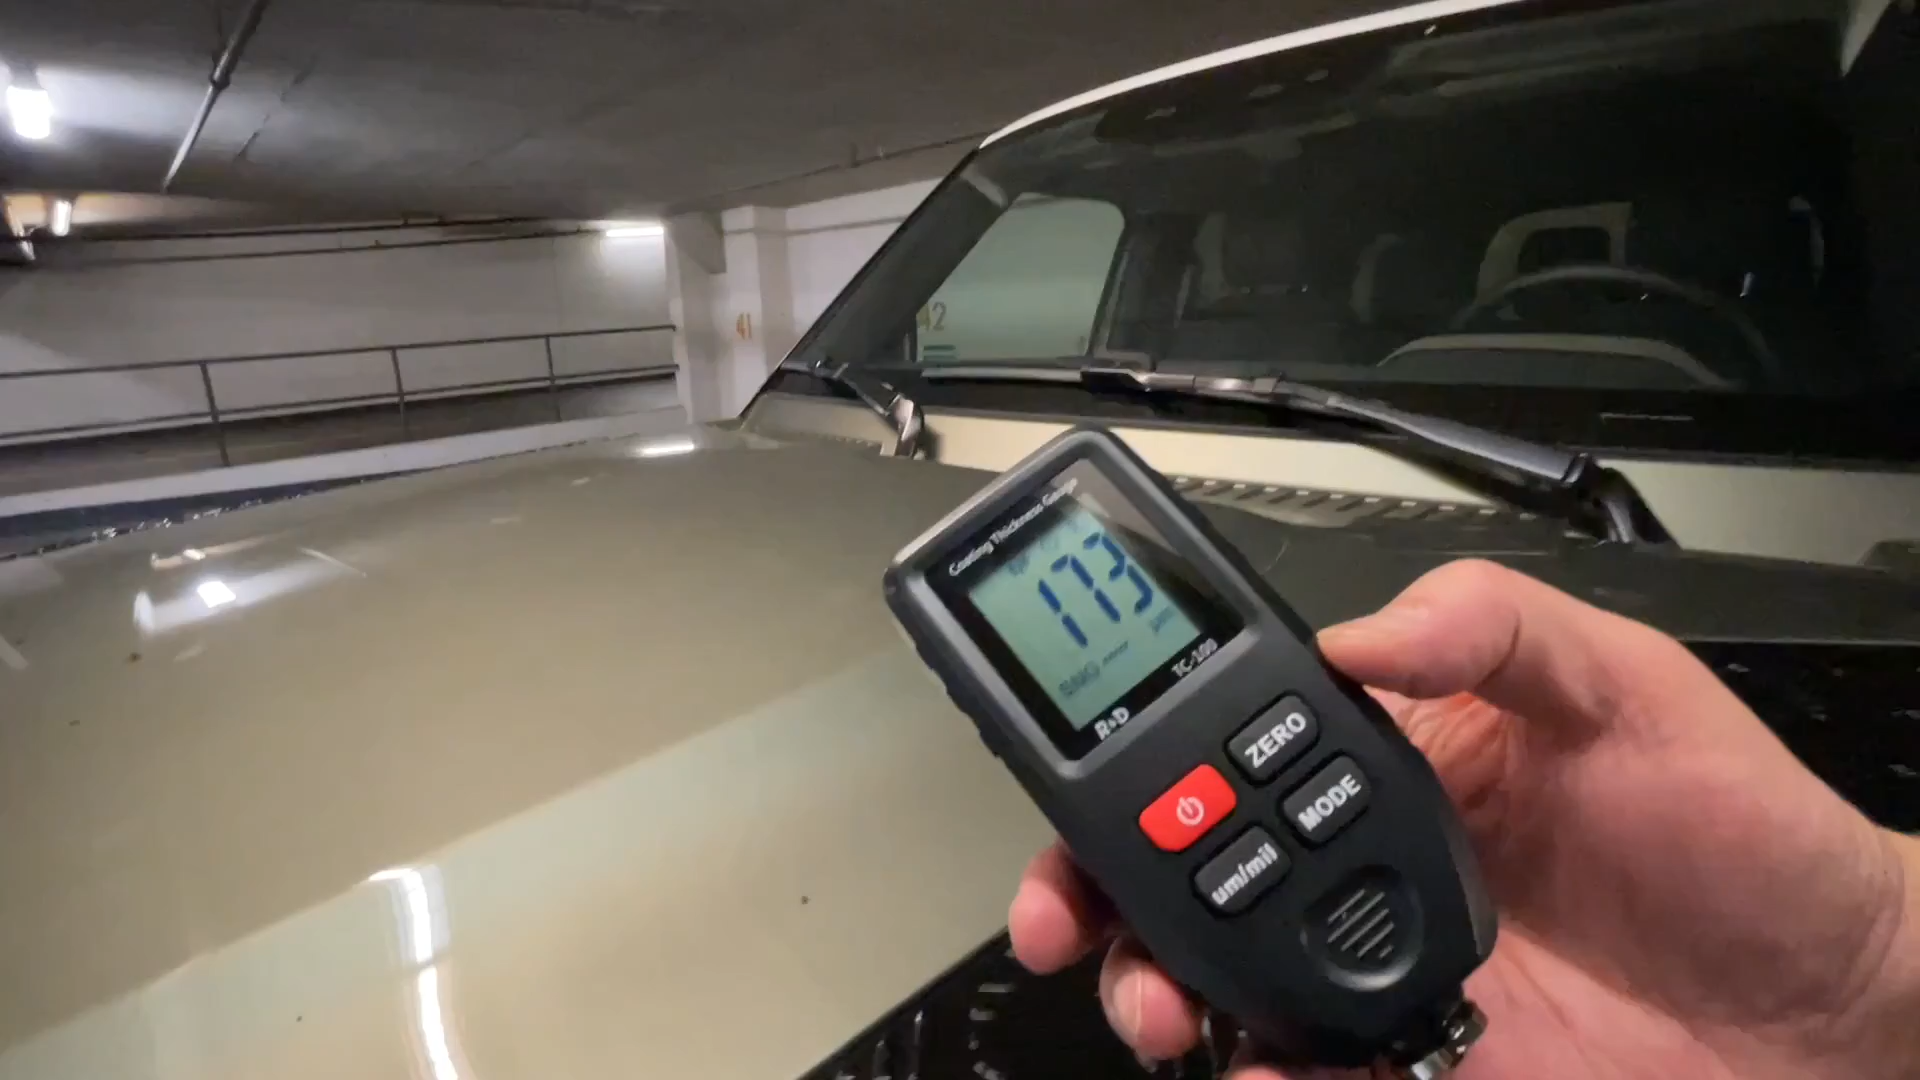 41
42
Coating Thickness Gauge
173
μm
R&D
TC-100
ZERO
MODE
um/mil